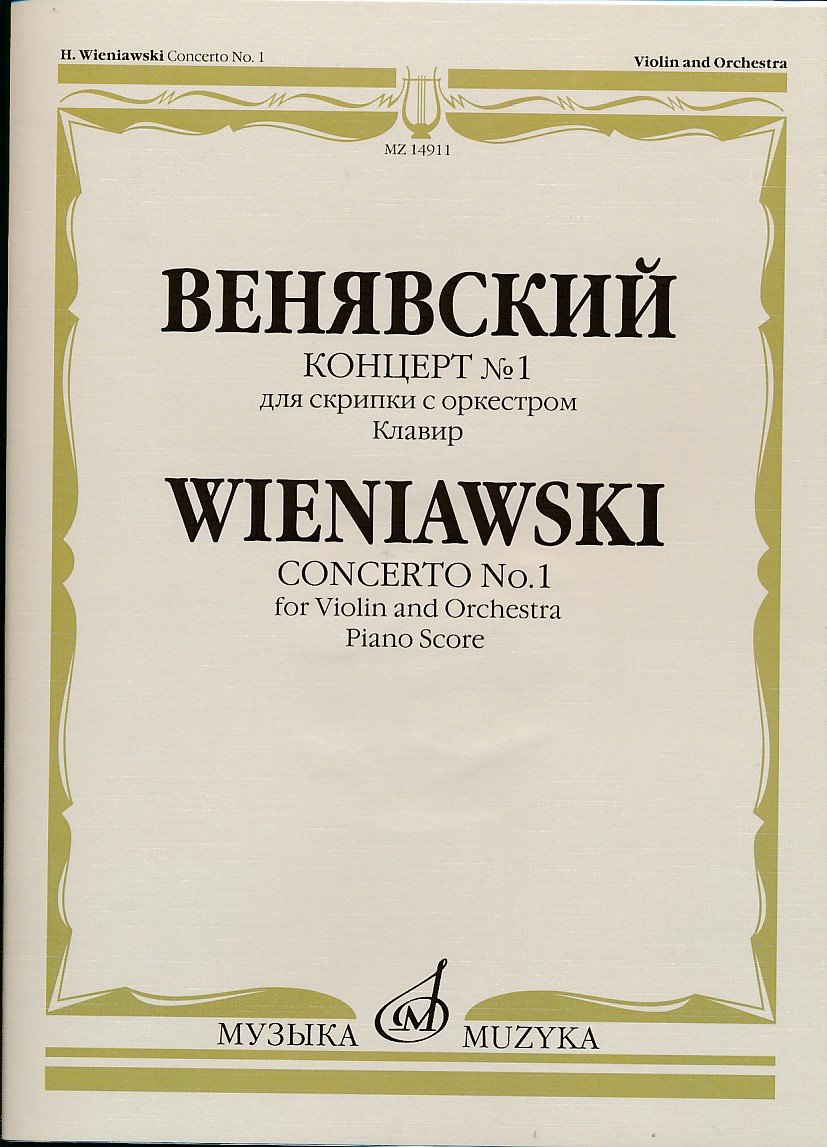 H. Wieniawski Concerto No. 1
Violin and Orchestra
MZ 14911
ВЕНЯВСКИЙ
КОНЦЕРТ №1
для скрипки с оркестром
Клавир
WIENIAWSKI
CONCERTO No.1
for Violin and Orchestra
Piano Score
МУЗЫКА M MUZYKA